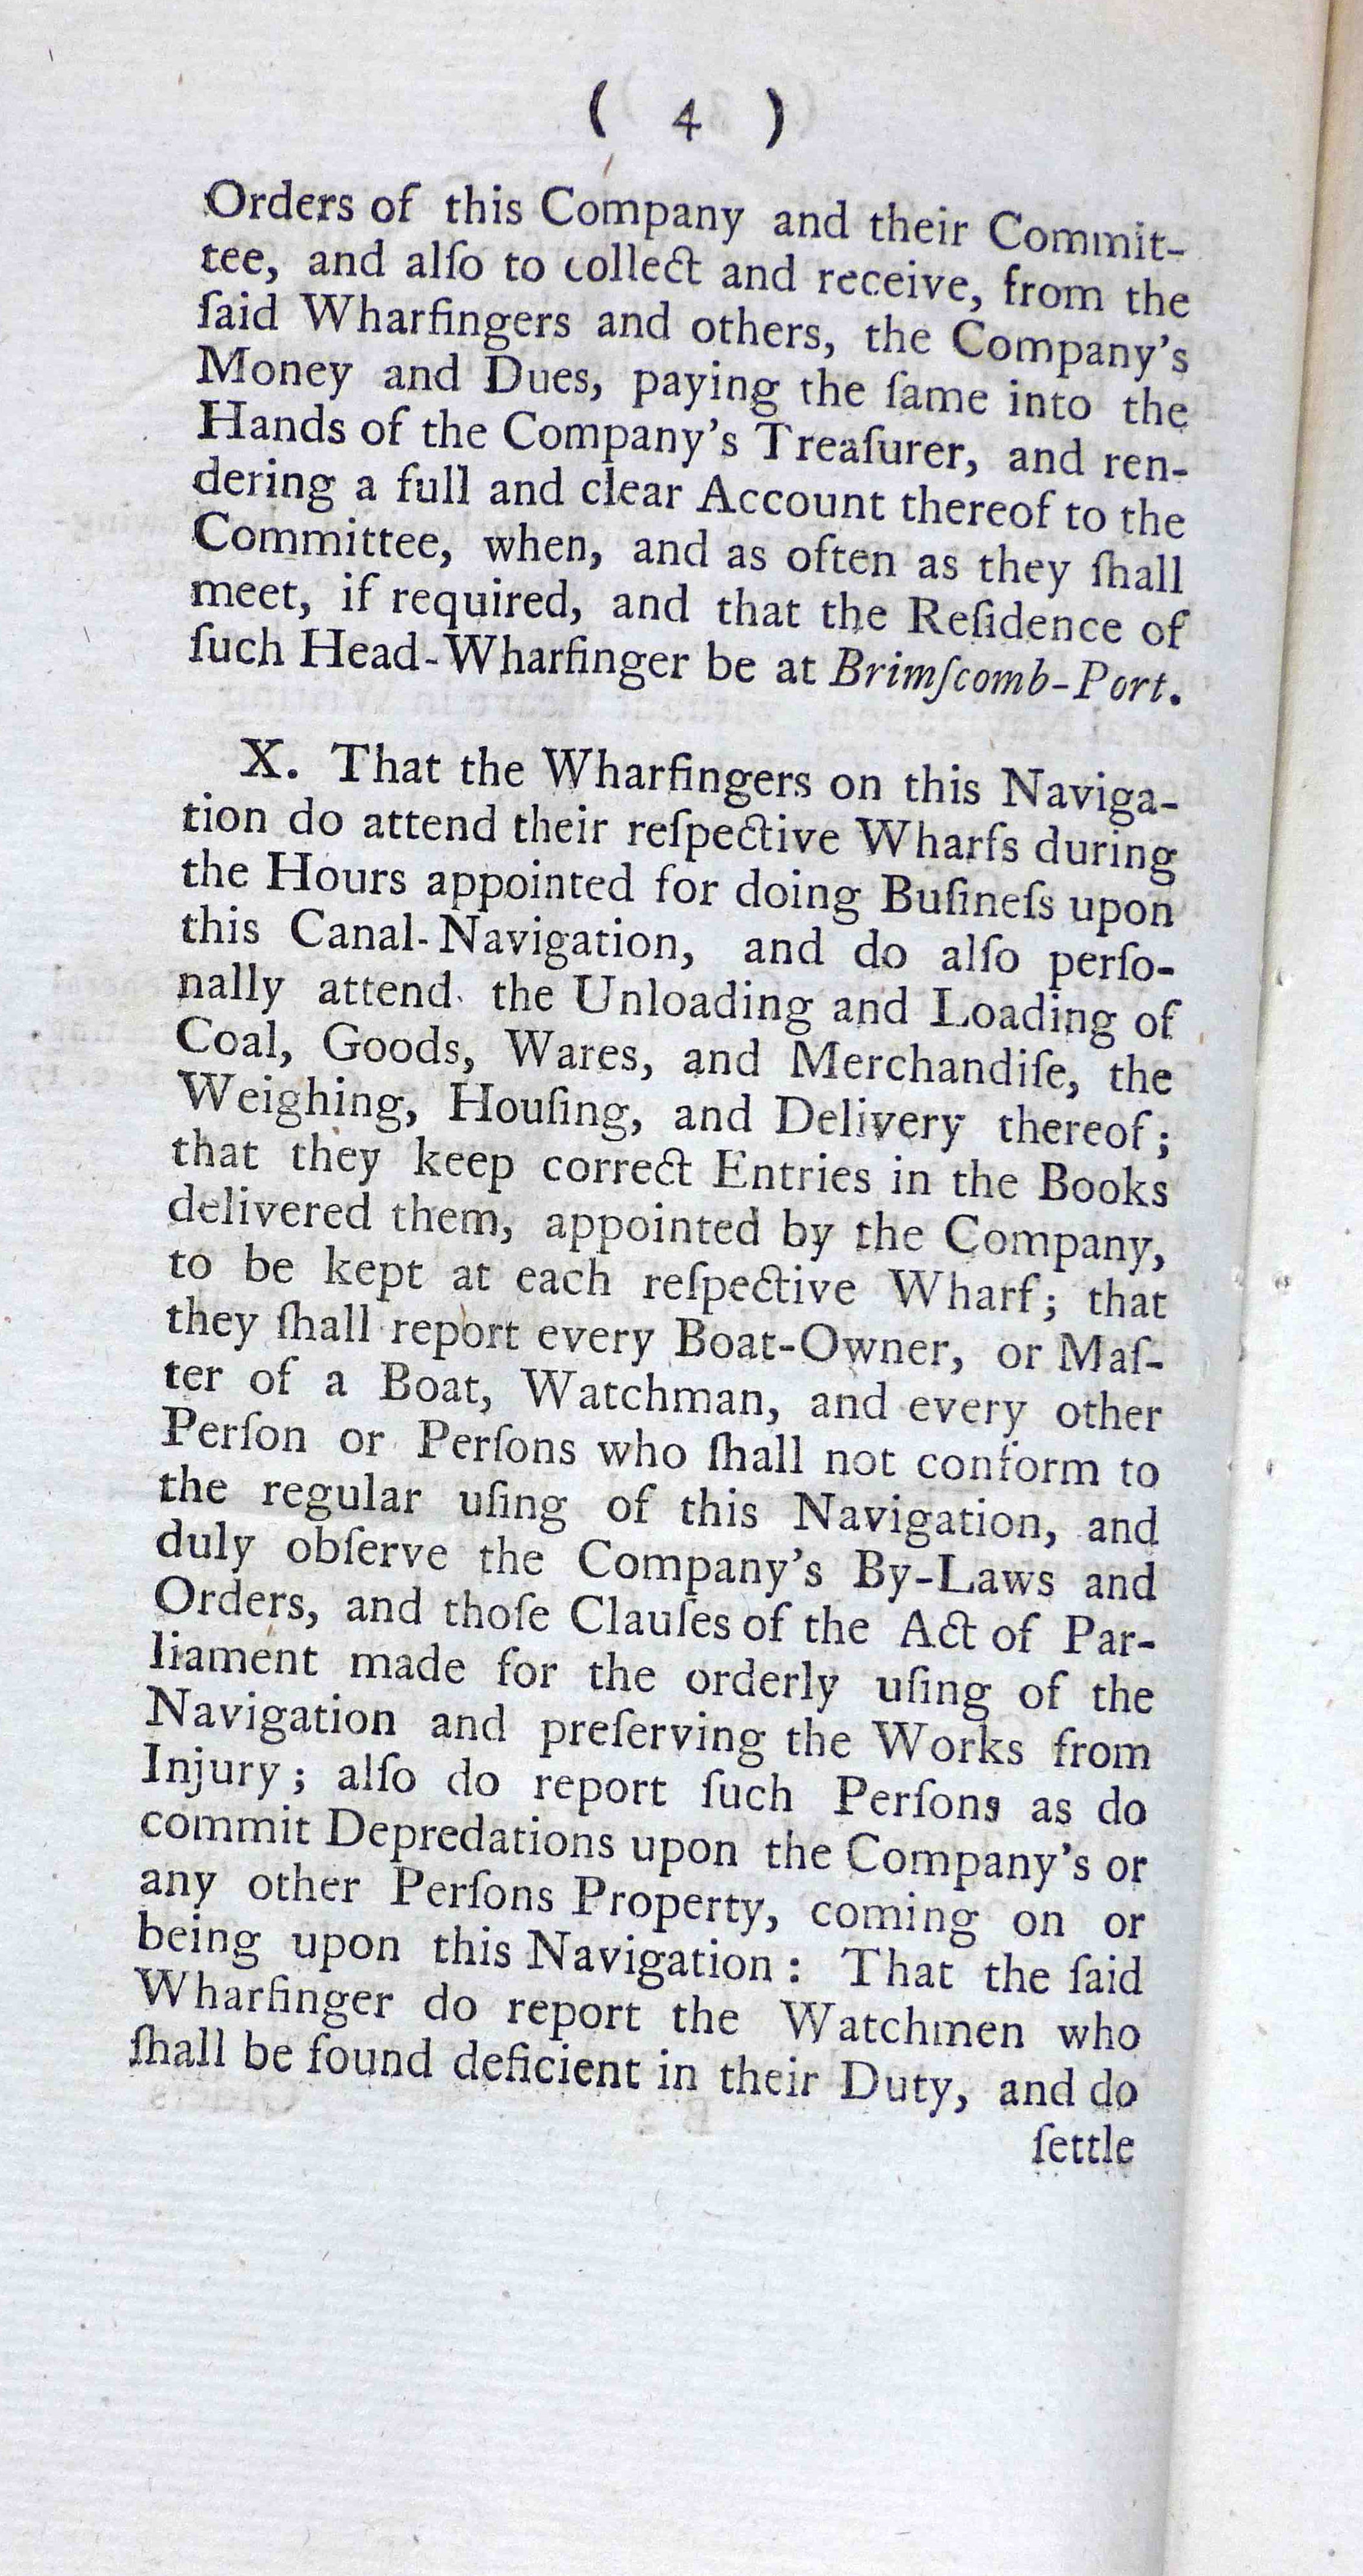 ( 4 )
Orders of this Company and their Commit-
tee, and alſo to collect and receive, from the
ſaid Wharfingers and others, the Company's
Money and Dues, paying the ſame into the
Hands of the Company's Treaſurer, and ren-
dering a full and clear Account thereof to the
Committee, when, and as often as they ſhall
meet, if required, and that the Reſidence of
ſuch Head-Wharfinger be at Brimſcomb-Port.
X. That the Wharfingers on this Naviga-
tion do attend their reſpective Wharfs during
the Hours appointed for doing Buſineſs upon
this Canal-Navigation, and do alſo perſo-
nally attend the Unloading and Loading of
Coal, Goods, Wares, and Merchandiſe, the
Weighing, Houſing, and Delivery thereof;
that they keep correct Entries in the Books
delivered them, appointed by the Company,
to be kept at each reſpective Wharf; that
they ſhall report every Boat-Owner, or Maſ-
ter of a Boat, Watchman, and every other
Perſon or Perſons who ſhall not conform to
the regular uſing of this Navigation, and
duly obſerve the Company's By-Laws and
Orders, and thoſe Clauſes of the Act of Par-
liament made for the orderly uſing of the
Navigation and preſerving the Works from
Injury; alſo do report ſuch Perſons as do
commit Depredations upon the Company's or
any other Perſons Property, coming on or
being upon this Navigation: That the ſaid
Wharfinger do report the Watchmen who
ſhall be found deficient in their Duty, and do
ſettle